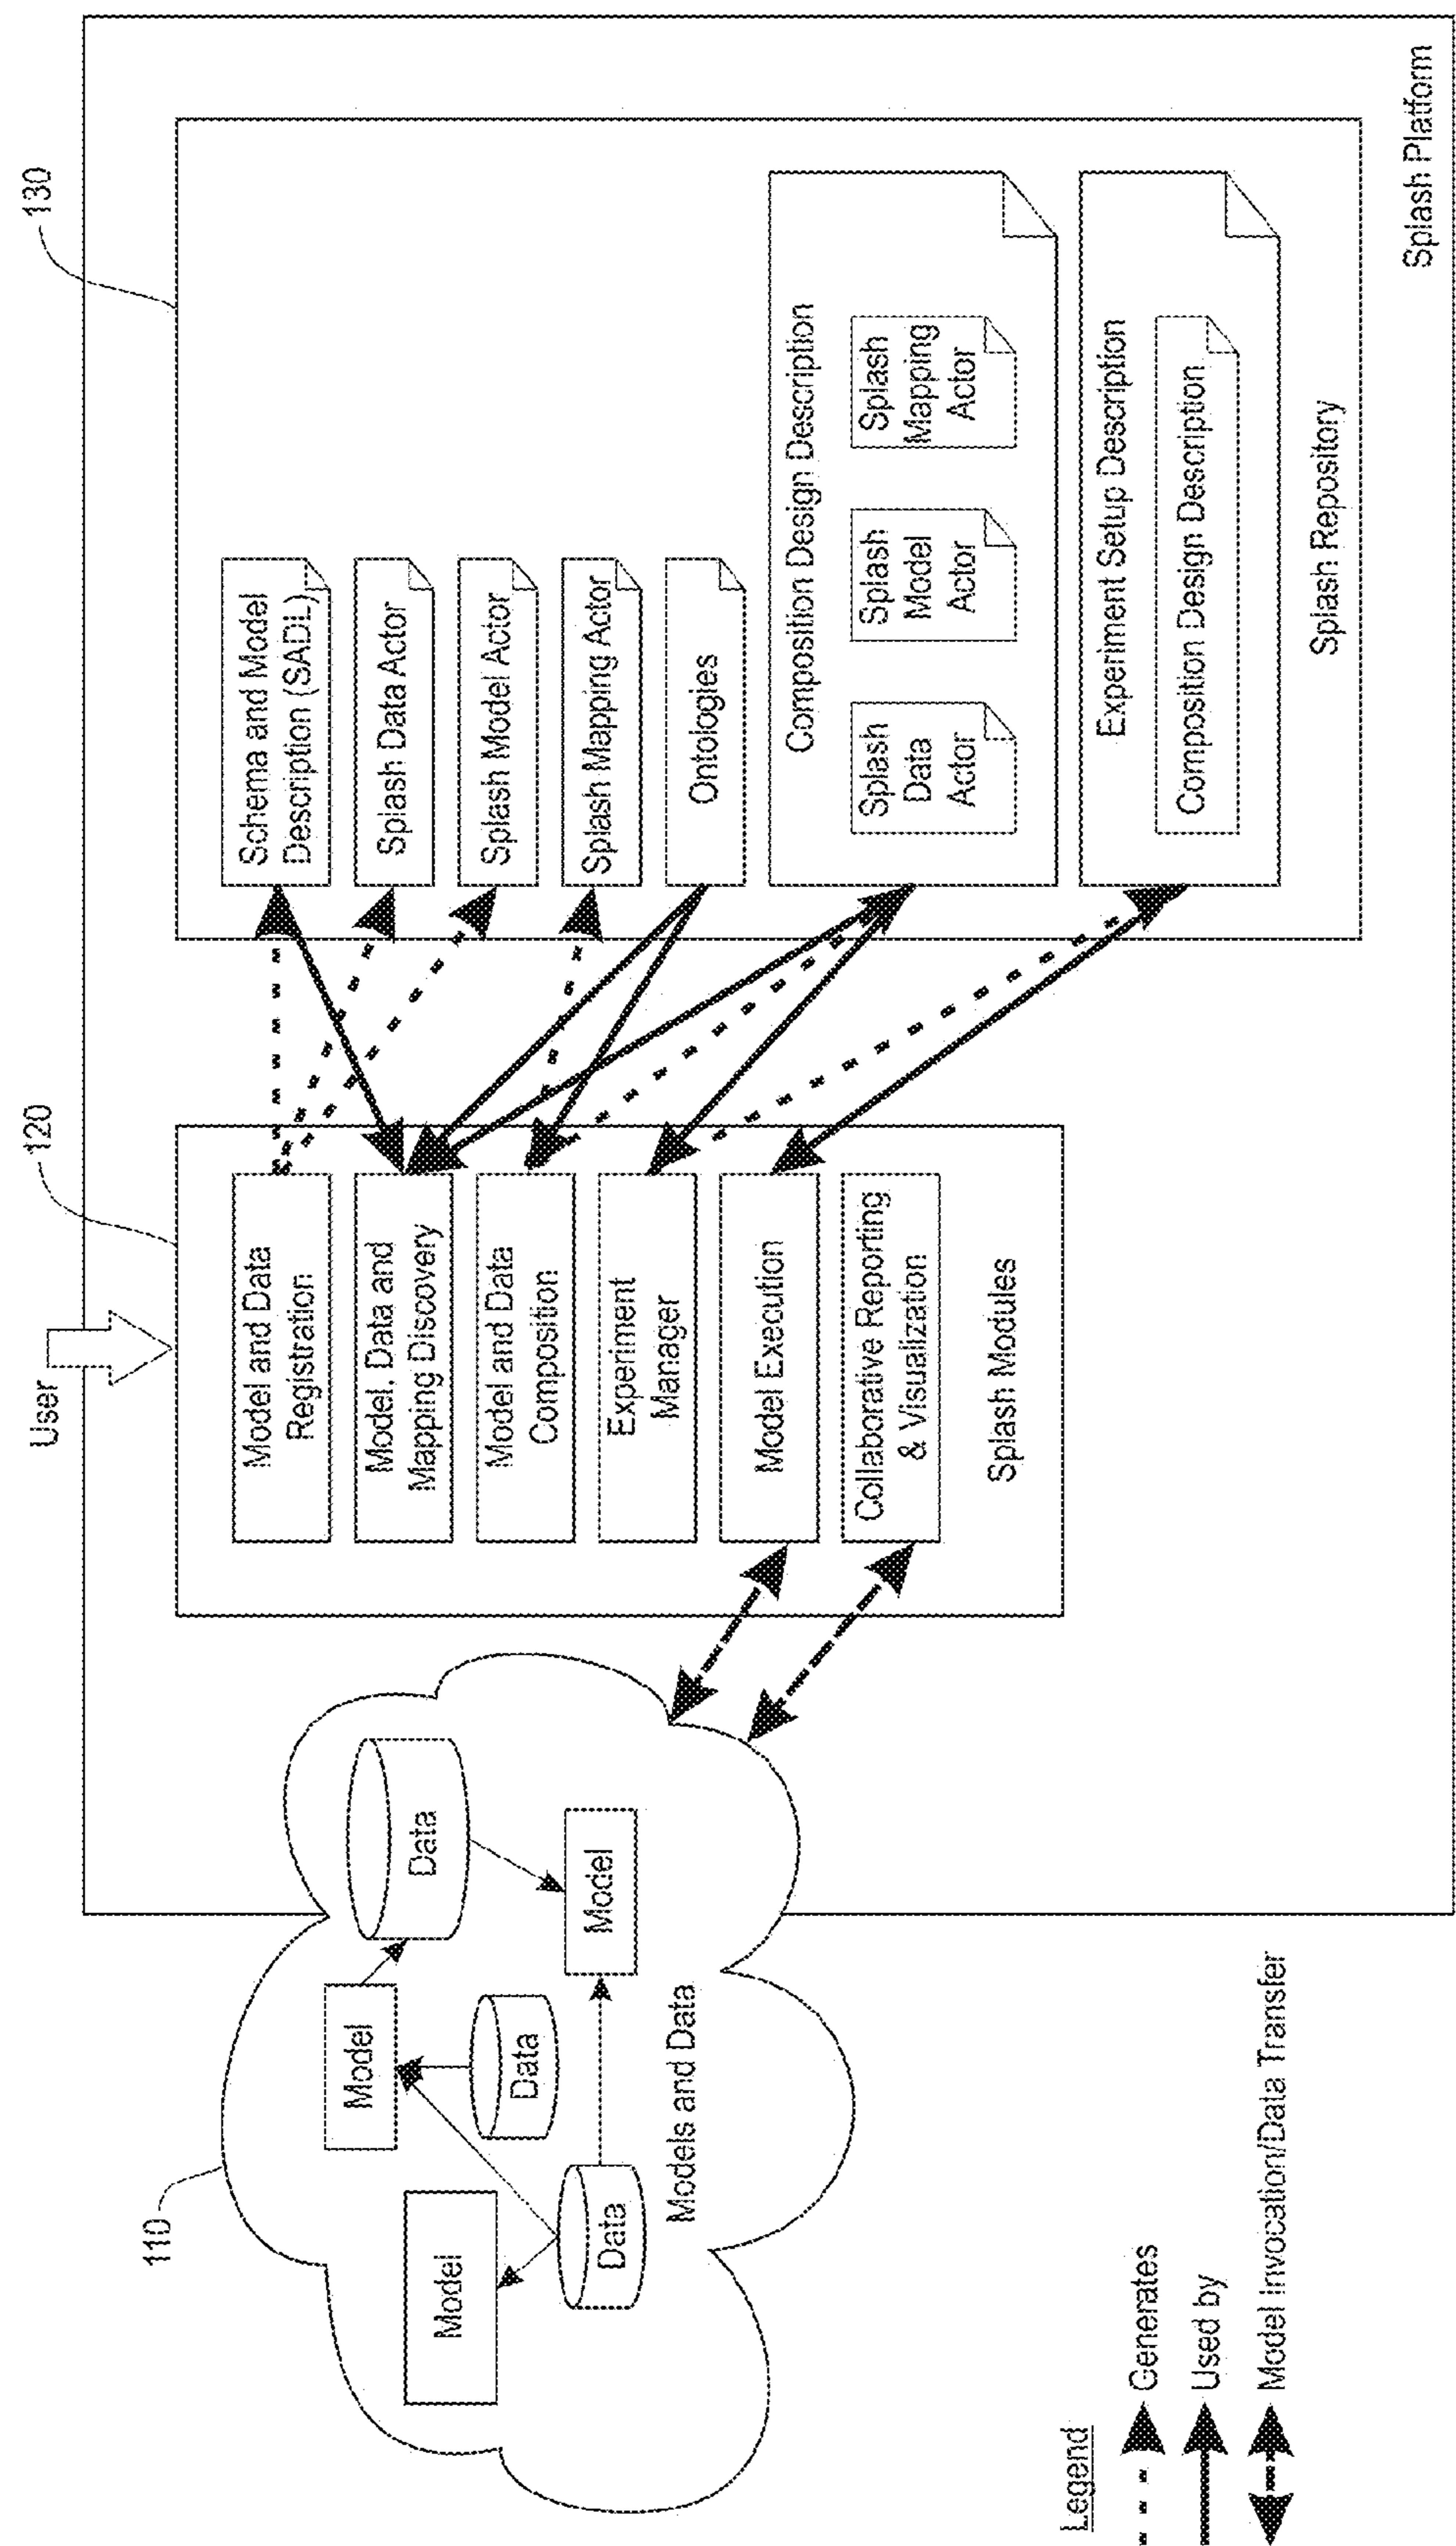 110
Model
Model
Data
Data
Data
Model
Models and Data
User
120
Model and Data
Registration
Model, Data and
Mapping Discovery
Model and Data
Composition
Experiment
Manager
Model Execution
Collaborative Reporting
& Visualization
Splash Modules
130
Schema and Model
Description (SADL)
Splash Data Actor
Splash Model Actor
Splash Mapping Actor
Ontologies
Composition Design Description
Splash
Data
Actor
Splash
Model
Actor
Splash
Mapping
Actor
Experiment Setup Description
Composition Design Description
Splash Repository
Splash Platform
Legend
Generates
Used by
Model Invocation/Data Transfer